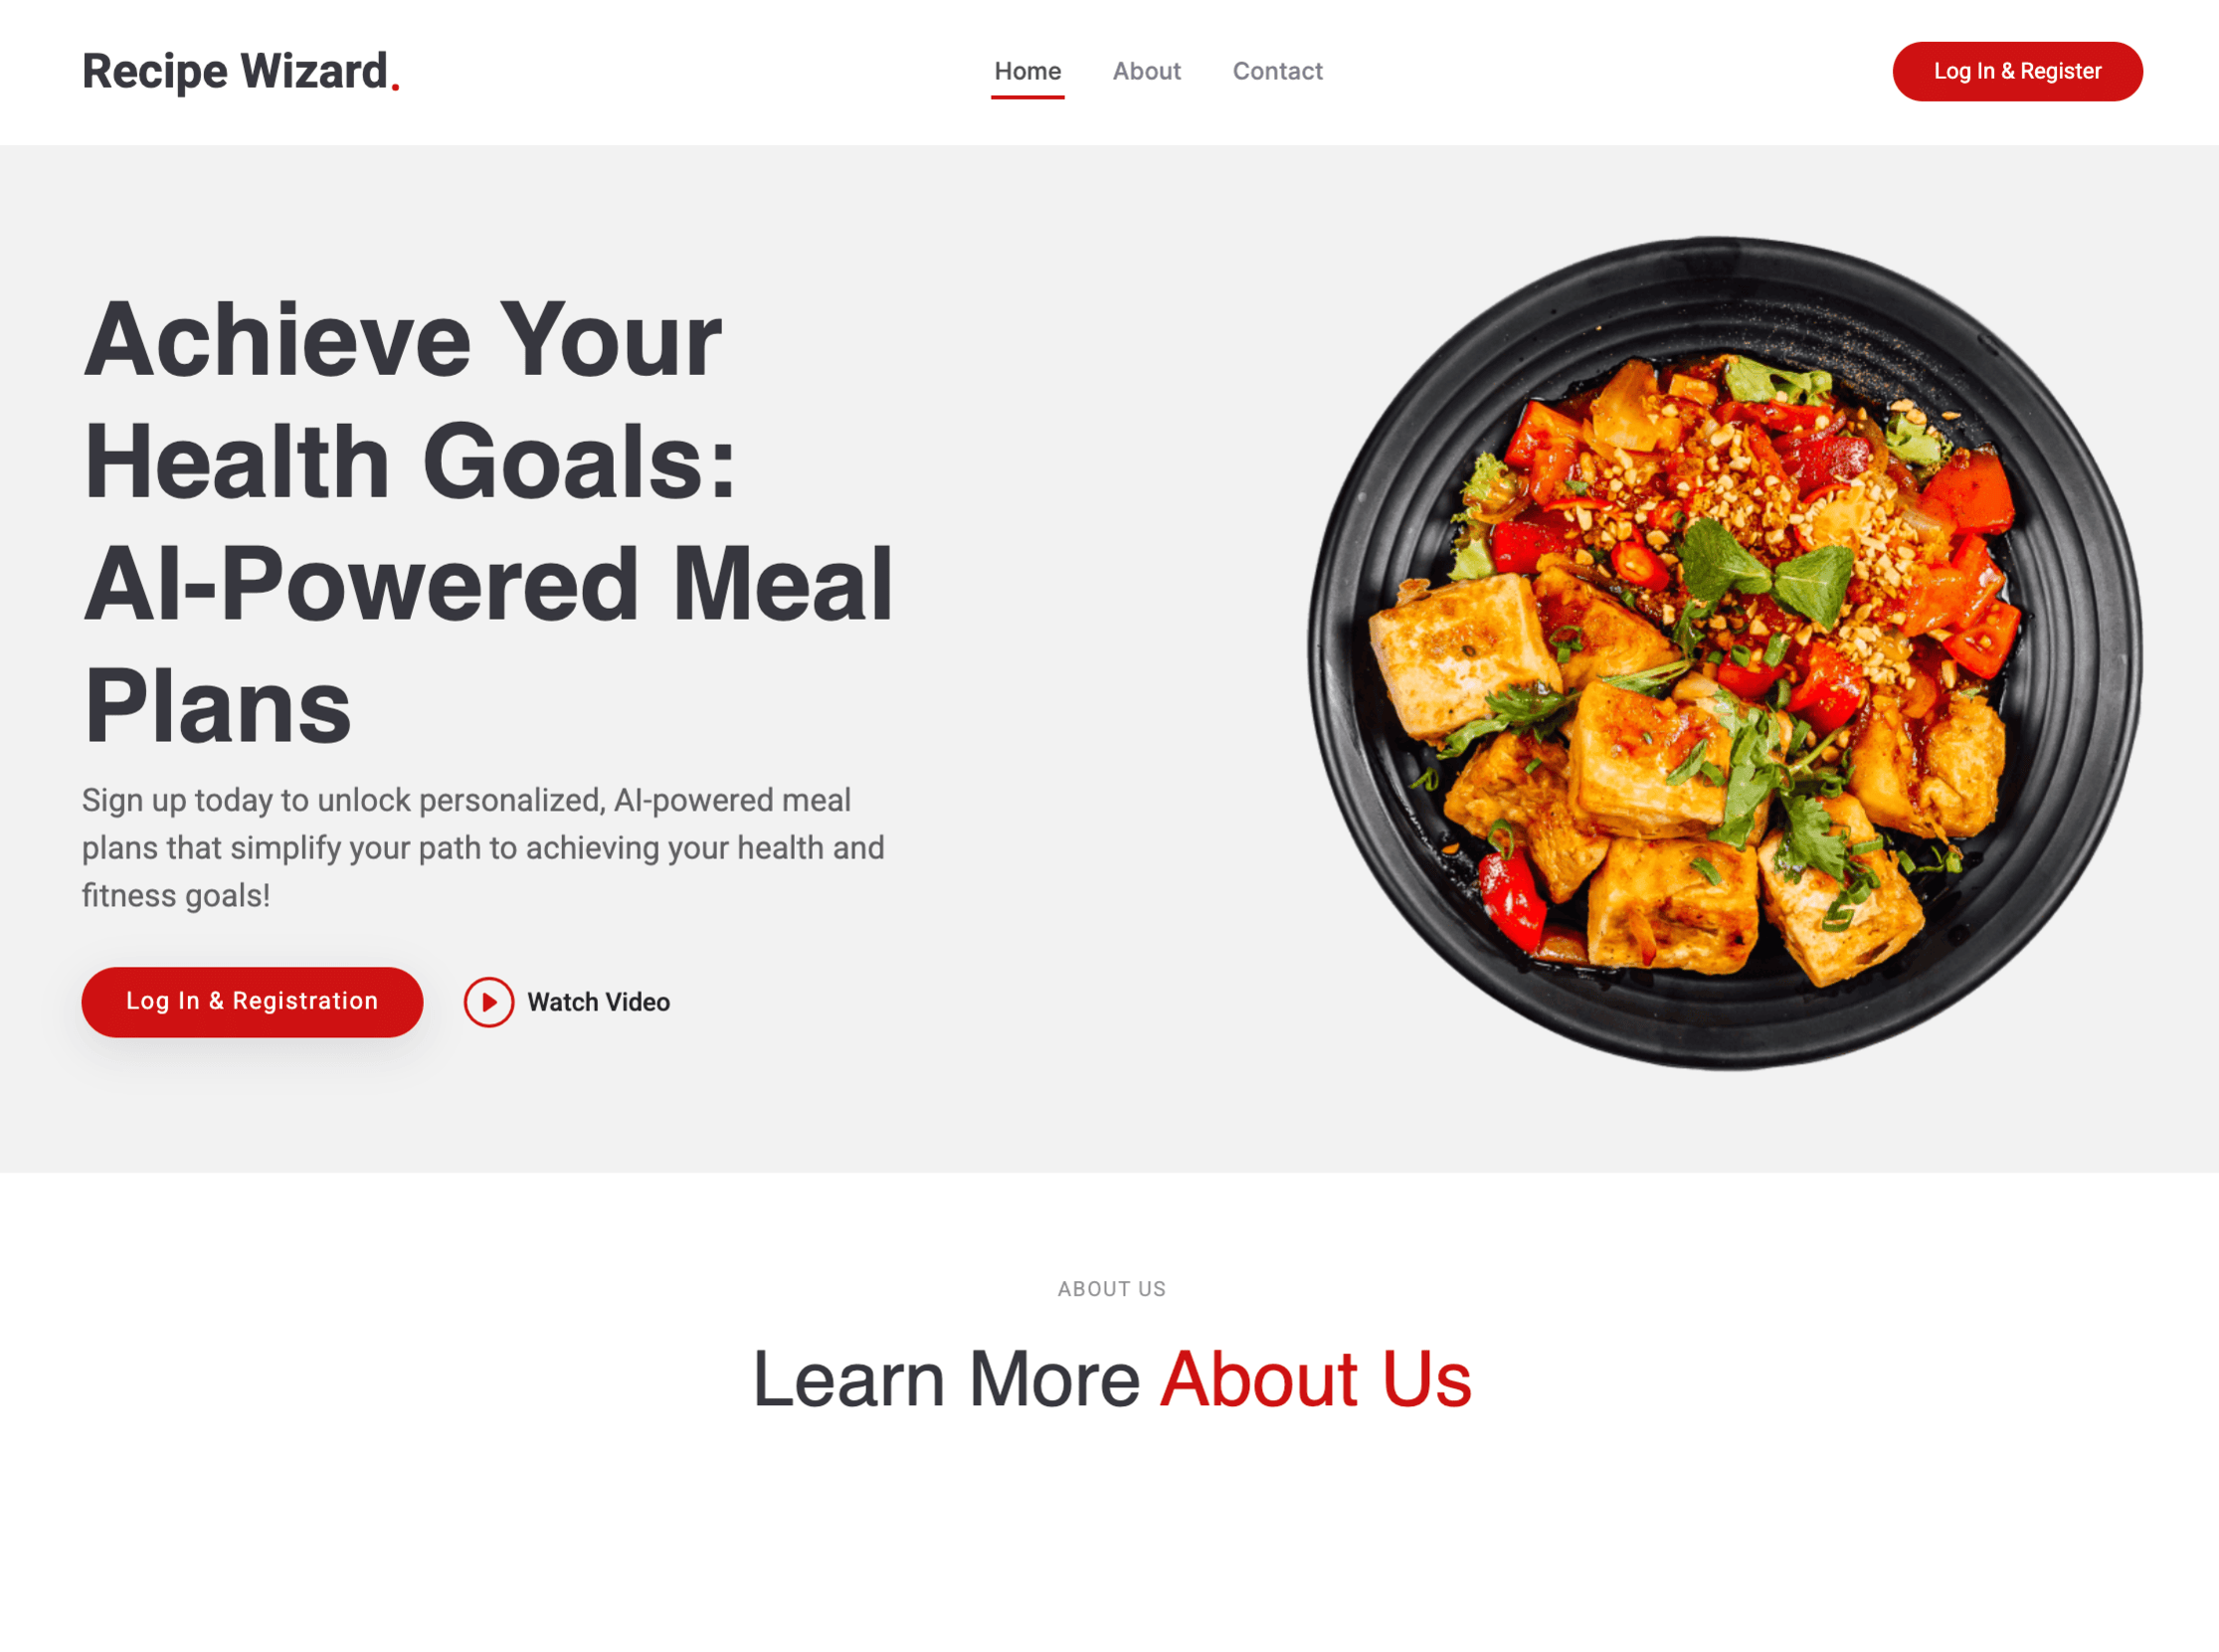 Recipe Wizard.
Home About Contact
Log In & Register
Achieve Your
Health Goals:
AI-Powered Meal
Plans
Sign up today to unlock personalized, AI-powered meal
plans that simplify your path to achieving your health and
fitness goals!
Log In & Registration
Watch Video
ABOUT US
Learn More About Us